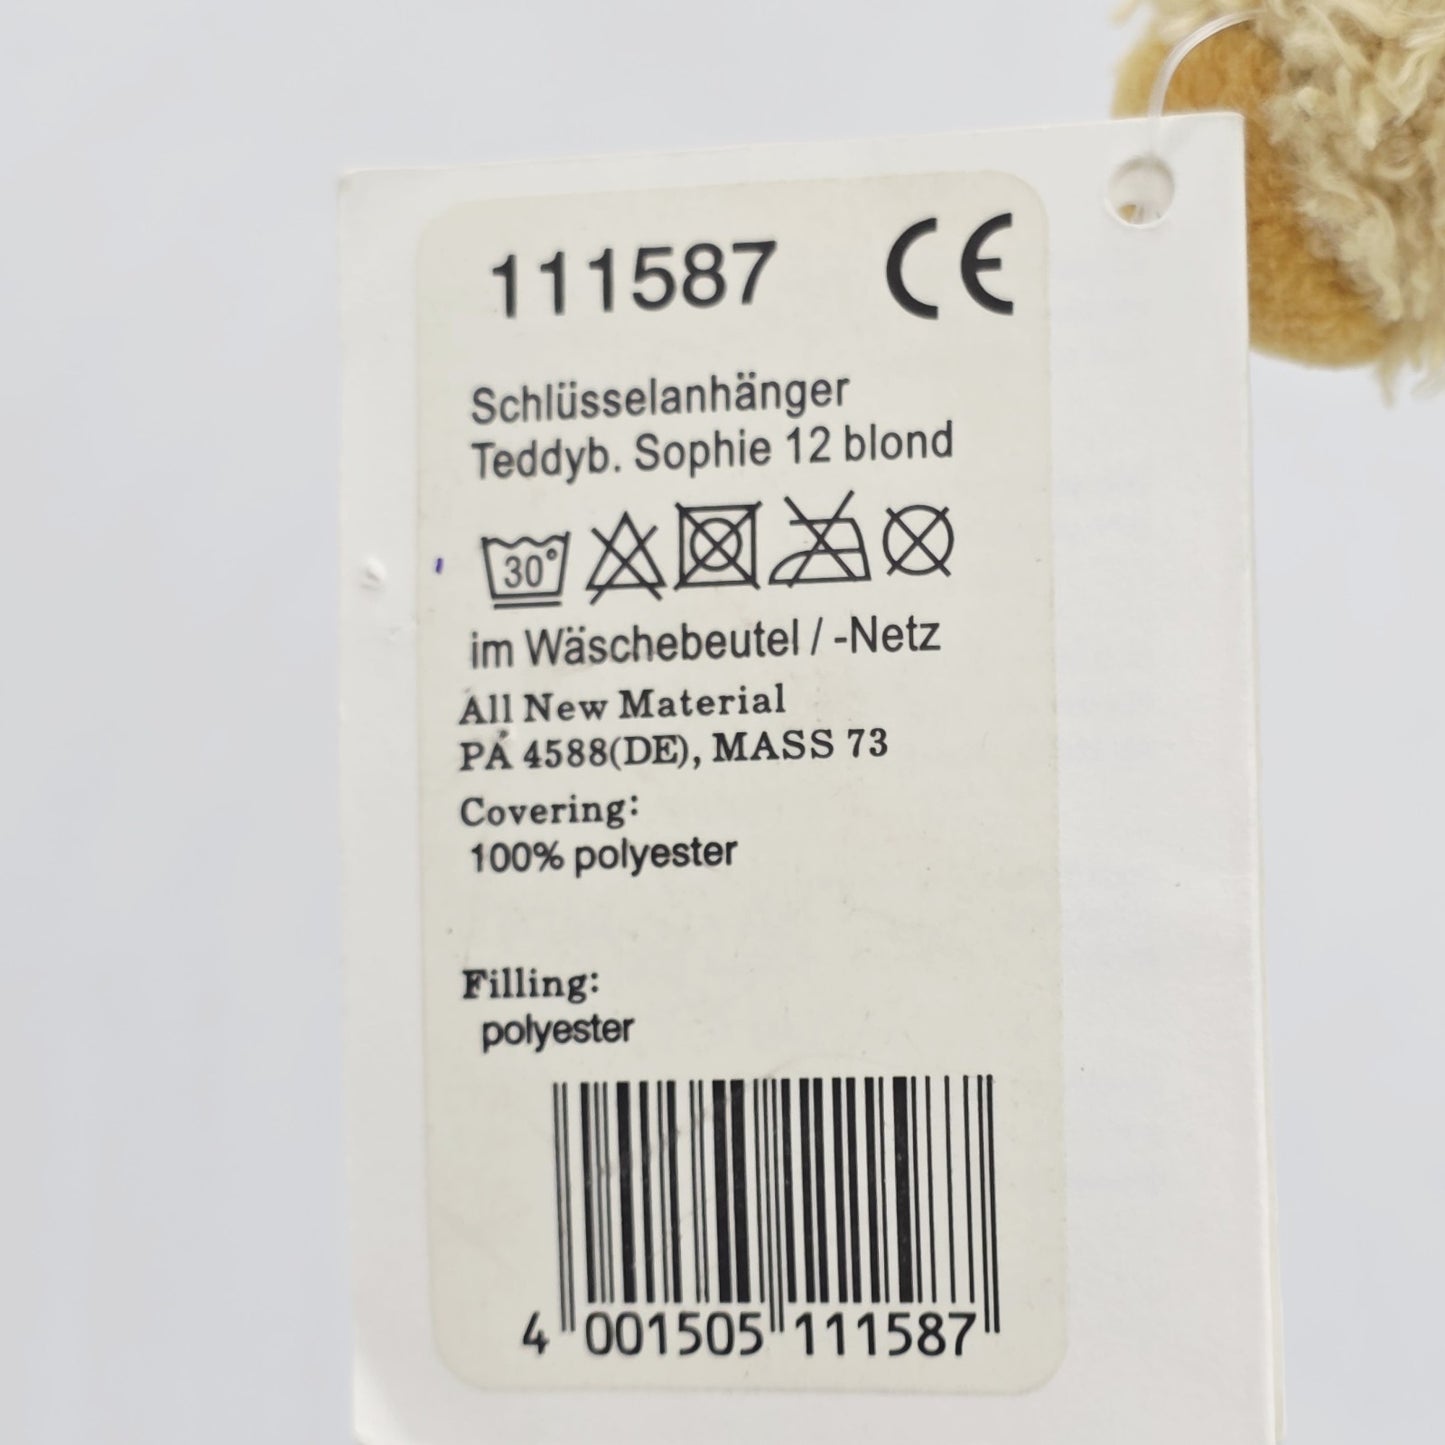 111587 CE
Schlüsselanhänger
Teddyb. Sophie 12 blond
30°
im Wäschebeutel / -Netz
All New Material
PA 4588(DE), MASS 73
Covering:
100% polyester
Filling:
polyester
4 001505 111587